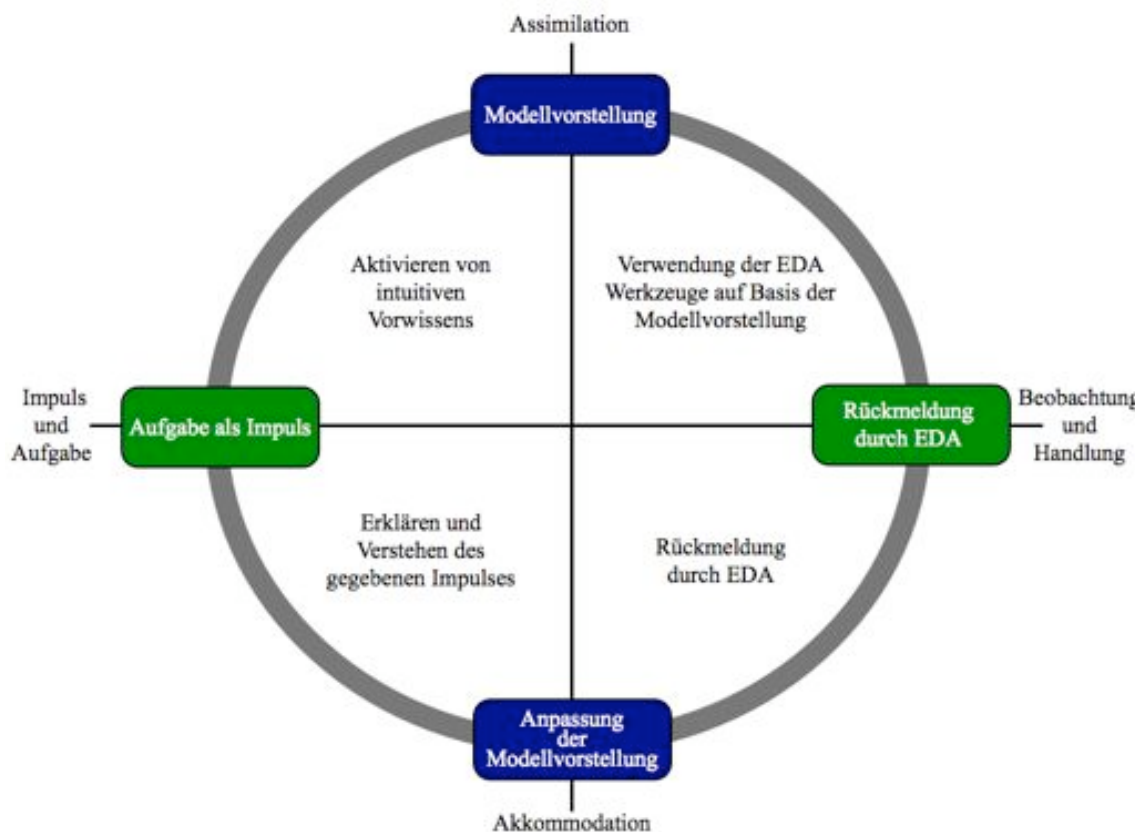 Assimilation
Modellvorstellung
Aktivieren von
intuitiven
Vorwissens
Verwendung der EDA
Werkzeuge auf Basis der
Modellvorstellung
Impuls
und
Aufgabe
Aufgabe als Impuls
Rückmeldung
durch EDA
Beobachtung
und
Handlung
Erklären und
Verstehen des
gegebenen Impulses
Rückmeldung
durch EDA
Anpassung
der
Modellvorstellung
Akkommodation